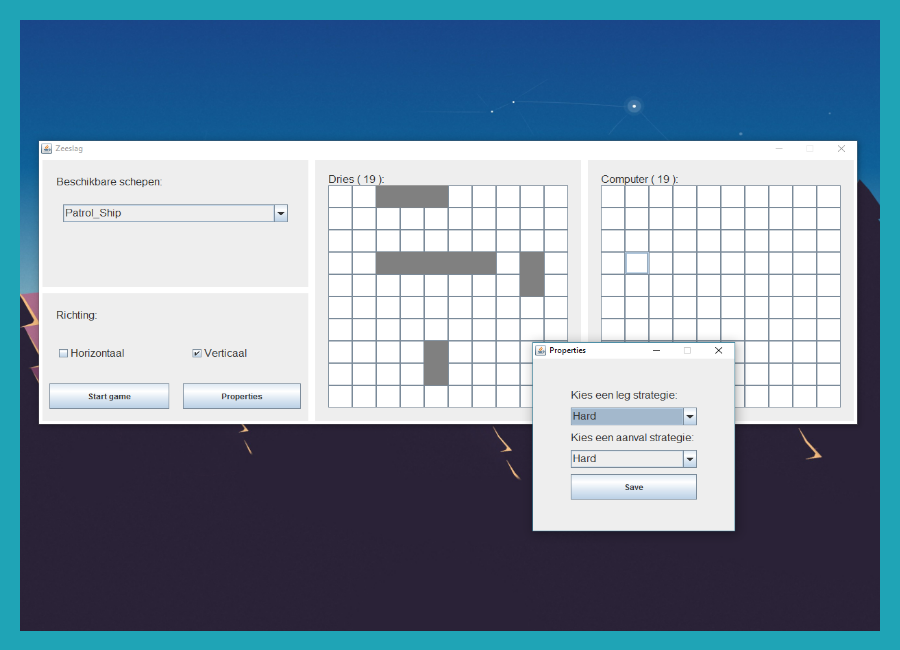 Zeeslag
Beschikbare schepen:
Patrol_Ship
Richting:
Horizontaal
Verticaal
Start game
Properties
Dries ( 19 ):
Computer ( 19 ):
Properties
Kies een leg strategie:
Hard
Kies een aanval strategie:
Hard
Save